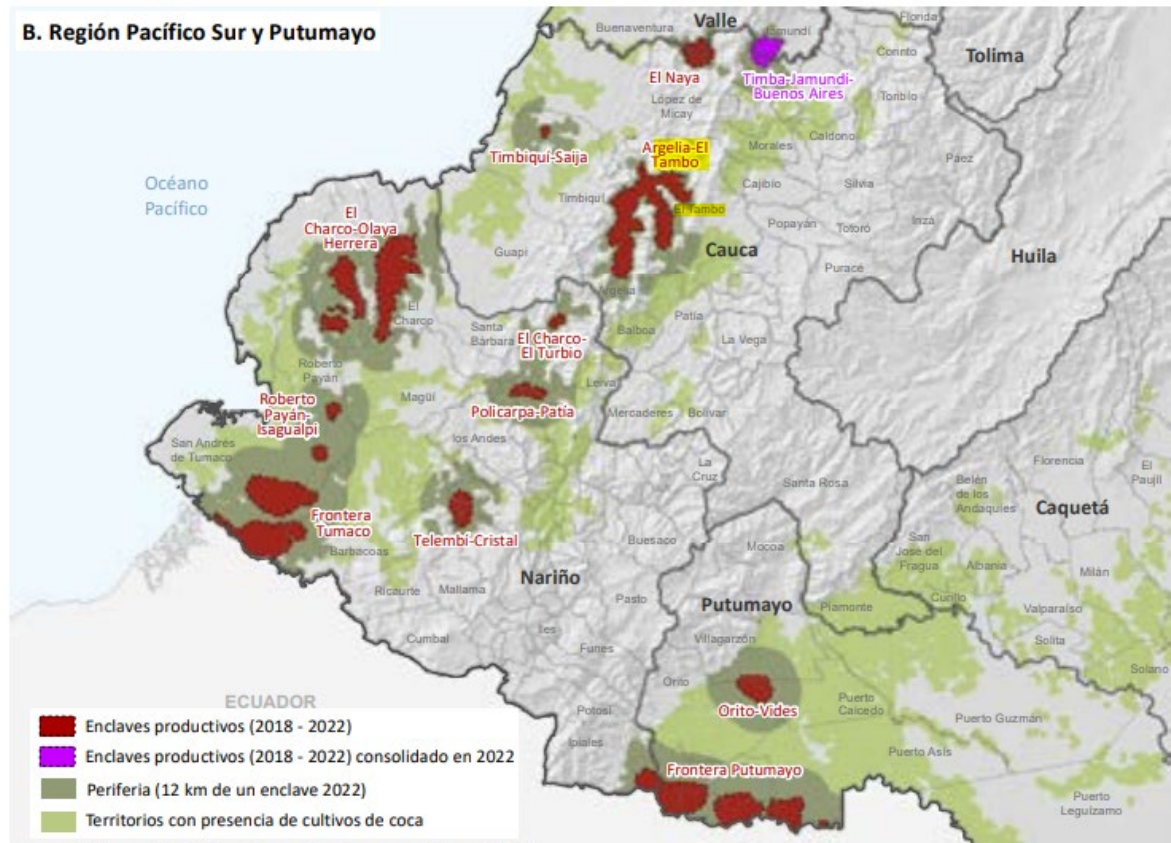 B. Región Pacífico Sur y Putumayo
Valle
Buenaventura
Jamundí
Florida
Corinto
Tolima
El Naya
Timba-Jamundí-
Buenos Aires
Toribío
López de
Micay
Timbiquí-Saija
Argelia-El
Tambo
Morales
Caldono
Páez
Océano
Pacífico
Timbiquí
Cajibío
Silvia
El
Charco-Olaya
Herrera
El Tambo
Popayán
Totoró
Inzá
Guapi
Cauca
Huila
Puracé
Argelia
El
Charco
Santa
Bárbara
El Charco-
El Turbio
Balboa
Patía
La Vega
Roberto
Payán
Magüí
Leiva
Roberto
Payán-
Isagualpi
Policarpa-Patía
Mercaderes
Bolívar
San Andrés
de Tumaco
los Andes
La
Cruz
Santa Rosa
Florencia
El
Paujil
Belén
de los
Andaquies
Caquetá
Frontera
Tumaco
Telembí-Cristal
Buesaco
Mocoa
San
José del
Fragua
Albania
Milán
Barbacoas
Nariño
Ricaurte
Mallama
Pasto
Putumayo
Piamonte
Curillo
Valparaíso
Solita
Cumbal
Iles
Funes
Villagarzón
Solano
Orito
ECUADOR
Potosí
Ipiales
Orito-Vides
Puerto
Caicedo
Puerto Guzmán
Puerto Asís
Frontera Putumayo
Puerto
Leguízamo
Enclaves productivos (2018 - 2022)
Enclaves productivos (2018 - 2022) consolidado en 2022
Periferia (12 km de un enclave 2022)
Territorios con presencia de cultivos de coca